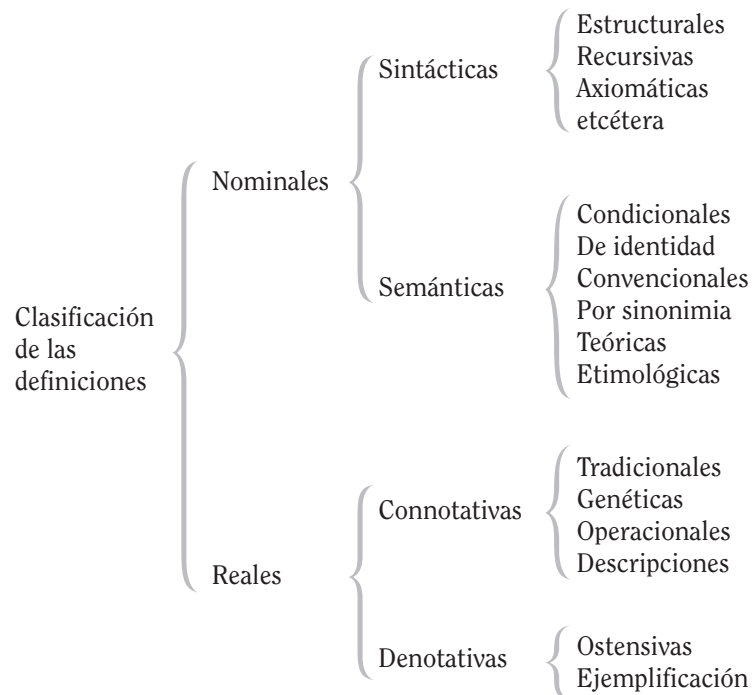 Clasificación
de las
definiciones
Nominales
Sintácticas
Estructurales
Recursivas
Axiomáticas
etcétera
Semánticas
Condicionales
De identidad
Convencionales
Por sinonimia
Teóricas
Etimológicas
Reales
Connotativas
Tradicionales
Genéticas
Operacionales
Descripciones
Denotativas
Ostensivas
Ejemplificación